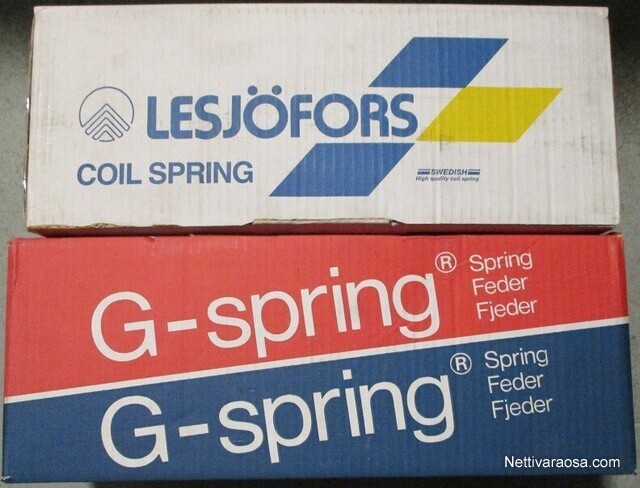 LESJÖFORS
COIL SPRING
SWEDISH
High quality coil spring
G-spring®
Spring
Feder
Fjeder
G-spring®
Spring
Feder
Fjeder
Nettivaraosa.com